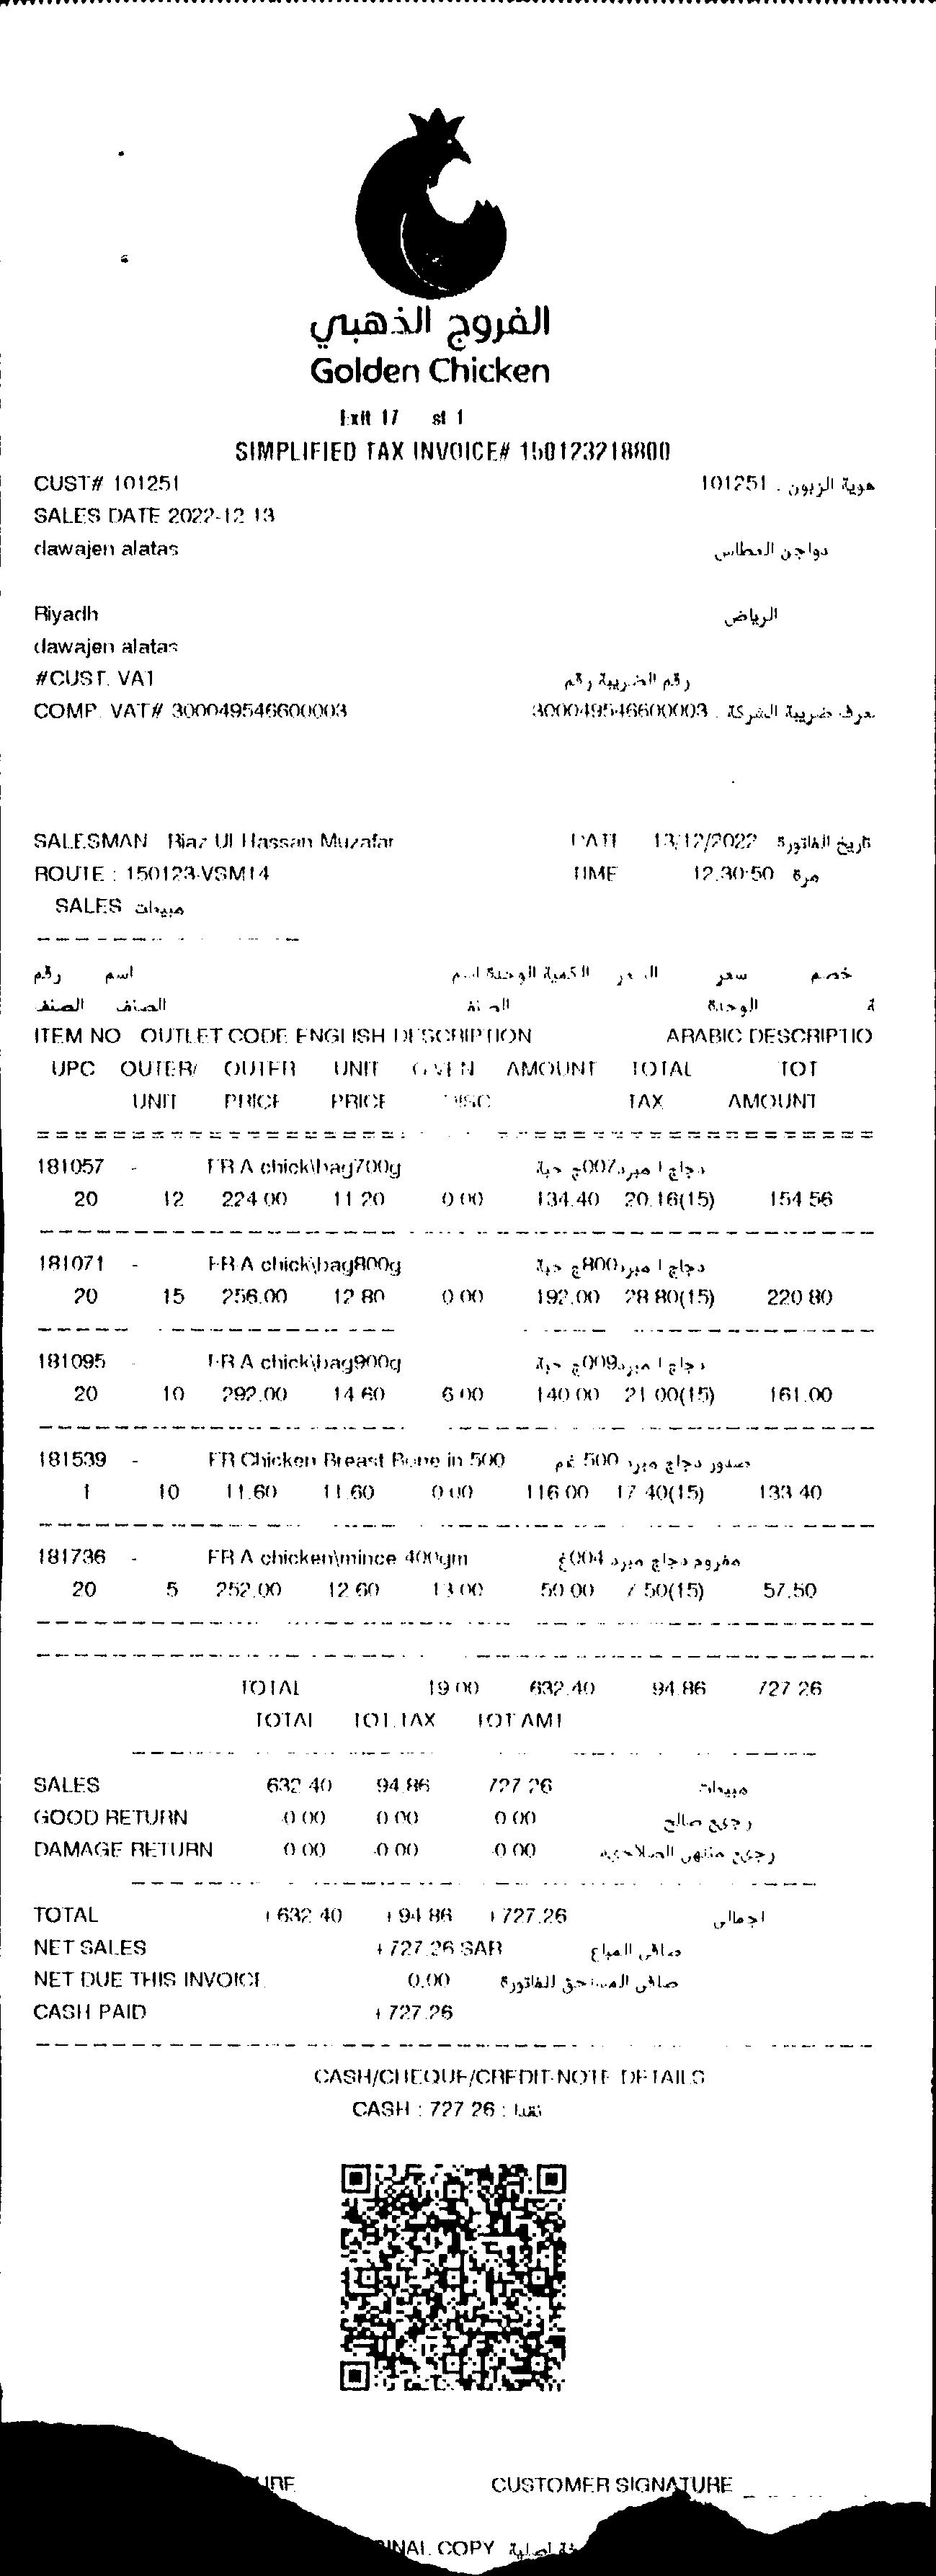 الفروج الذهبي
Golden Chicken
Exit 17 st 1
SIMPLIFIED TAX INVOICE# 150123218800
CUST# 101251 هوية الزبون . 101251
SALES DATE 2022-12-13
dawajen alatas دواجن العطاس
Riyadh الرياض
dawajen alatas
#CUST. VAT رقم الضريبة رقم
COMP. VAT# 300049546600003 عرف ضريبة الشركة . 300049546600003
SALESMAN Riaz Ul Hassan Muzafar DATE 13/12/2022 تاريخ الفاتورة
ROUTE : 150123-VSM14 TIME 12:30:50 مرة
SALES مبيعات
رقم اسم الكمية الوحدة اسم السعر سعر خصم
الصنف الصنف الصنف الوحدة ة
ITEM NO OUTLET CODE ENGLISH DESCRIPTION ARABIC DESCRIPTIO
UPC OUTER/ OUTER UNIT GIVEN AMOUNT TOTAL TOT
UNIT PRICE PRICE DISC TAX AMOUNT
181057 - FR A chick\bag700g دجاج ا مبرد007ج حبة
20 12 224.00 11.20 0.00 134.40 20.16(15) 154.56
181071 - FR A chick\bag800g دجاج ا مبرد800ج حبة
20 15 256.00 12.80 0.00 192.00 28.80(15) 220.80
181095 - FR A chick\bag900g دجاج ا مبرد009ج حبة
20 10 292.00 14.60 6.00 140.00 21.00(15) 161.00
181539 - FR Chicken Breast Bone in 500 صدور دجاج مبرد 500 غم
1 10 11.60 11.60 0.00 116.00 17.40(15) 133.40
181736 - FR A chicken\mince 400gm مفروم دجاج مبرد 004غ
20 5 252.00 12.60 13.00 50.00 7.50(15) 57.50
TOTAL 19.00 632.40 94.86 727.26
TOTAL TOT.TAX TOT AMT
SALES 632.40 94.86 727.26 مبيعات
GOOD RETURN -0.00 0.00 0.00 رجيع صالح
DAMAGE RETURN 0.00 -0.00 -0.00 رجيع منتهي الصلاحية
TOTAL +632.40 +94.86 +727.26 اجمالي
NET SALES +727.26 SAR صافي المباع
NET DUE THIS INVOICE 0.00 صافي المستحق للفاتورة
CASH PAID +727.26
CASH/CHEQUE/CREDIT-NOTE DETAILS
CASH : 727.26 : نقدا
URE CUSTOMER SIGNATURE
INAL COPY خة اصلية